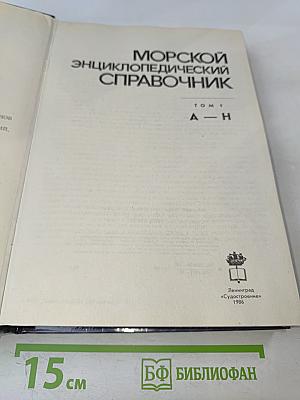 МОРСКОЙ
ЭНЦИКЛОПЕДИЧЕСКИЙ
СПРАВОЧНИК
ТОМ 1
А — Н
Ленинград
«Судостроение»
1986
15 см
БФ БИБЛИОФАН